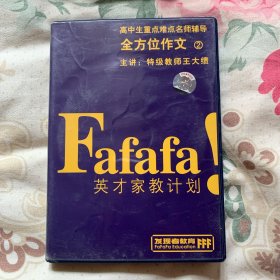 高中生重点难点名师辅导
全方位作文 ②
主讲：特级教师王大绩
Fafafa!
英才家教计划
发现者教育
FaFaFa Education